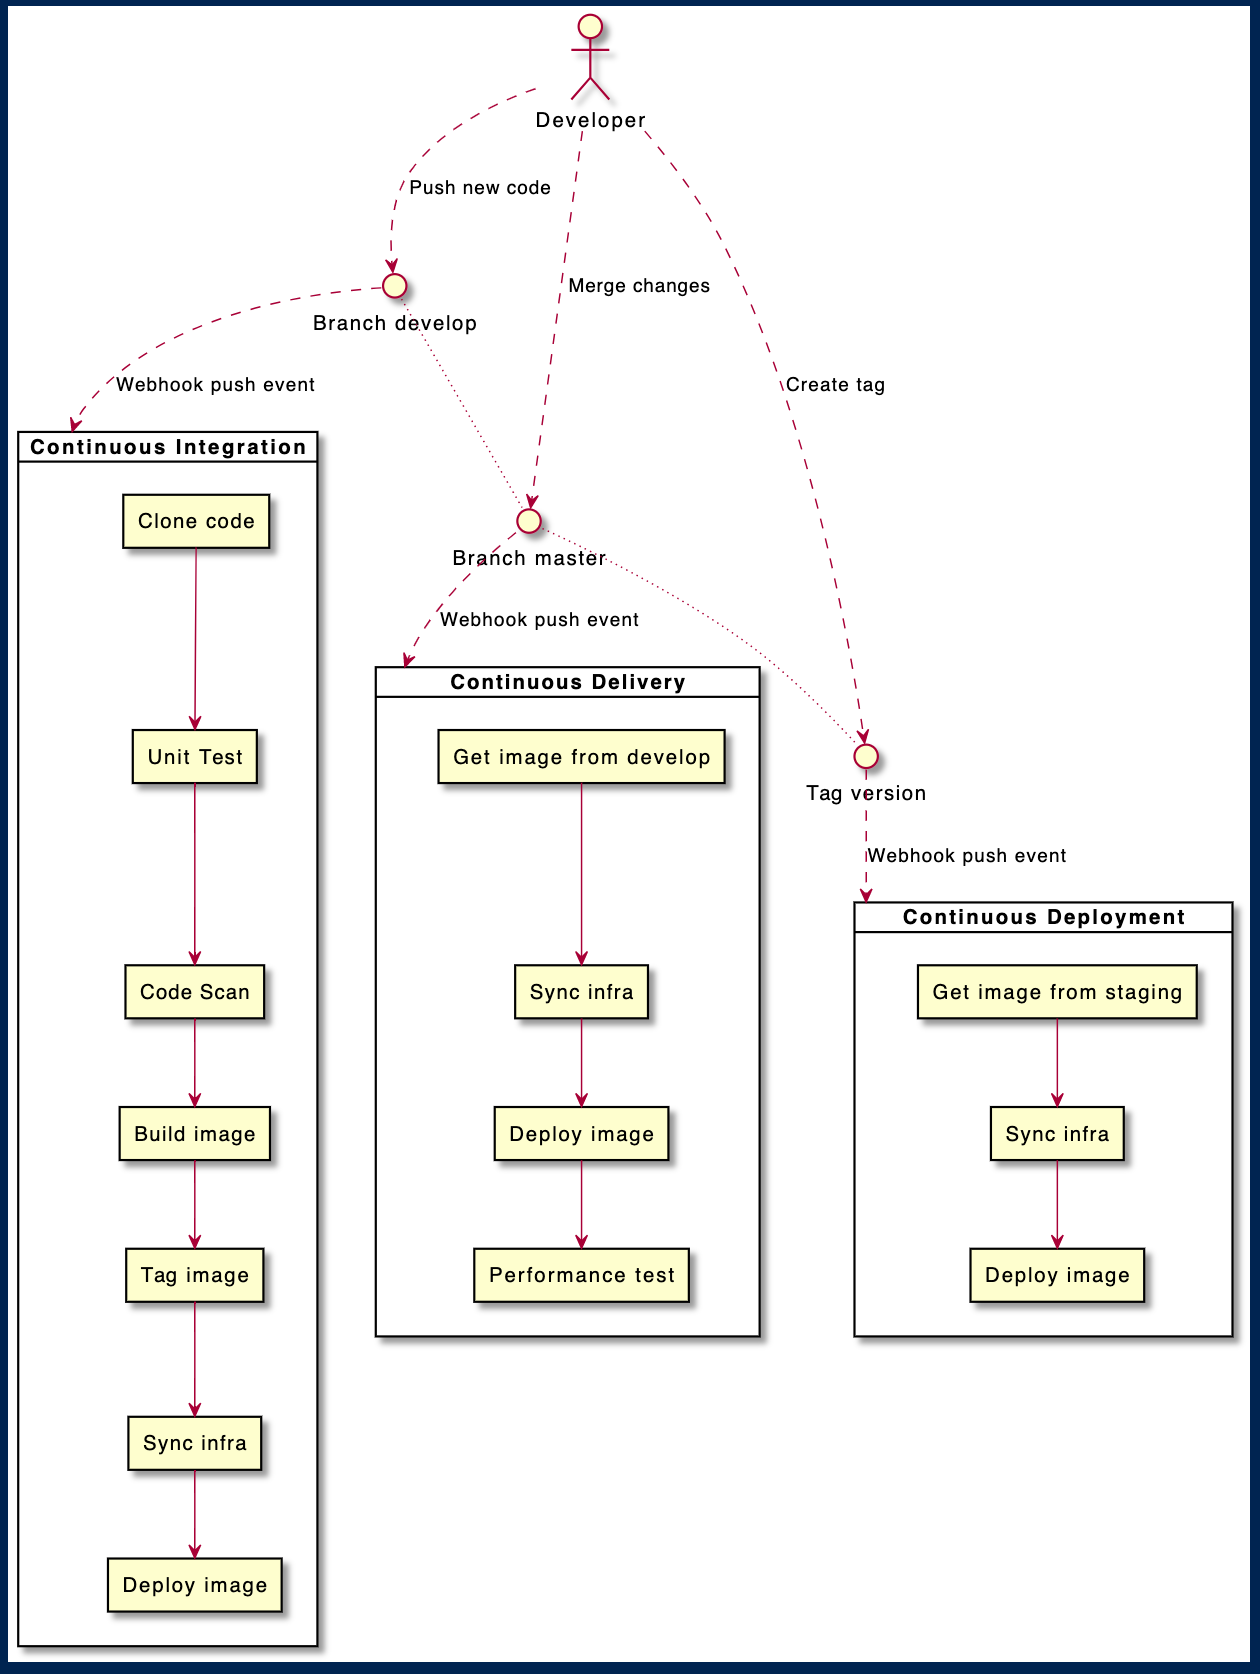 Developer
Push new code
Merge changes
Branch develop
Webhook push event
Create tag
Continuous Integration
Clone code
Unit Test
Code Scan
Build image
Tag image
Sync infra
Deploy image
Branch master
Webhook push event
Continuous Delivery
Get image from develop
Sync infra
Deploy image
Performance test
Tag version
Webhook push event
Continuous Deployment
Get image from staging
Sync infra
Deploy image